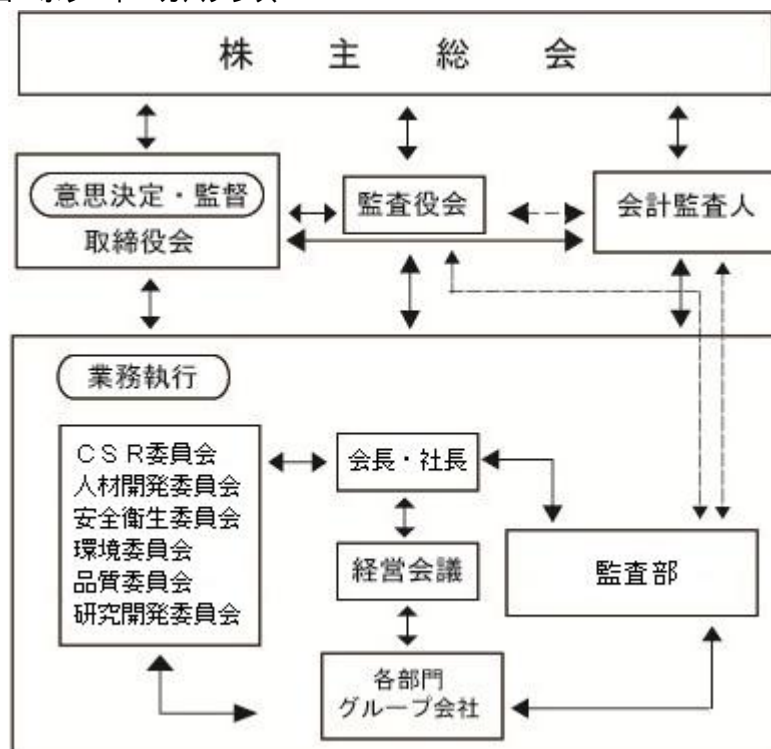 株主総会
意思決定・監督
取締役会
監査役会
会計監査人
業務執行
CSR委員会
人材開発委員会
安全衛生委員会
環境委員会
品質委員会
研究開発委員会
会長・社長
経営会議
監査部
各部門
グループ会社